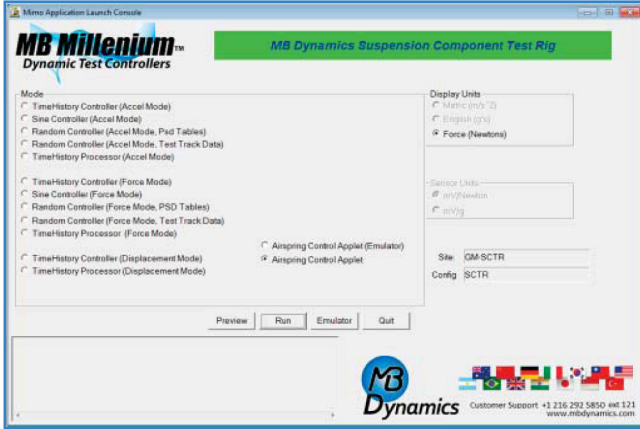 Mimo Application Launch Console
MB Millenium TM
Dynamic Test Controllers
MB Dynamics Suspension Component Test Rig
Mode
TimeHistory Controller (Accel Mode)
Sine Controller (Accel Mode)
Random Controller (Accel Mode, Psd Tables)
Random Controller (Accel Mode, Test Track Data)
TimeHistory Processor (Accel Mode)
TimeHistory Controller (Force Mode)
Sine Controller (Force Mode)
Random Controller (Force Mode, PSD Tables)
Random Controller (Force Mode, Test Track Data)
TimeHistory Processor (Force Mode)
TimeHistory Controller (Displacement Mode)
TimeHistory Processor (Displacement Mode)
Airspring Control Applet (Emulator)
Airspring Control Applet
Display Units
Metric (m/s^2)
English (g's)
Force (Newtons)
Sensor Units
mV/Newton
mV/g
Site: GM-SCTR
Config: SCTR
Preview Run Emulator Quit
MB
Dynamics
Customer Support +1 216 292 5850 ext 121
www.mbdynamics.com